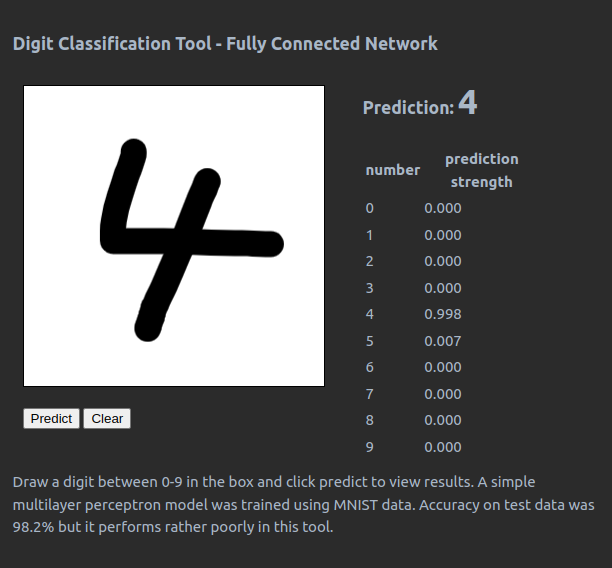 Digit Classification Tool - Fully Connected Network
4
Prediction: 4
number prediction strength
0 0.000
1 0.000
2 0.000
3 0.000
4 0.998
5 0.007
6 0.000
7 0.000
8 0.000
9 0.000
Predict Clear
Draw a digit between 0-9 in the box and click predict to view results. A simple
multilayer perceptron model was trained using MNIST data. Accuracy on test data was
98.2% but it performs rather poorly in this tool.